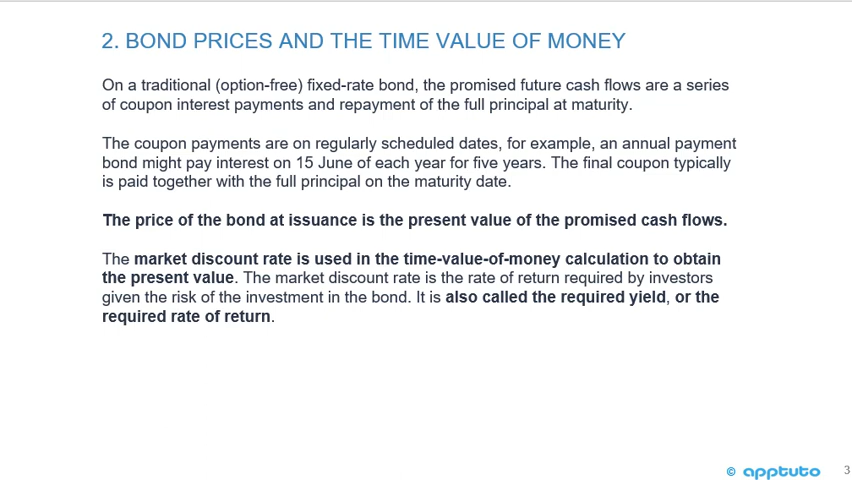 2. BOND PRICES AND THE TIME VALUE OF MONEY
On a traditional (option-free) fixed-rate bond, the promised future cash flows are a series
of coupon interest payments and repayment of the full principal at maturity.
The coupon payments are on regularly scheduled dates, for example, an annual payment
bond might pay interest on 15 June of each year for five years. The final coupon typically
is paid together with the full principal on the maturity date.
The price of the bond at issuance is the present value of the promised cash flows.
The market discount rate is used in the time-value-of-money calculation to obtain
the present value. The market discount rate is the rate of return required by investors
given the risk of the investment in the bond. It is also called the required yield, or the
required rate of return.
© apptuto 3